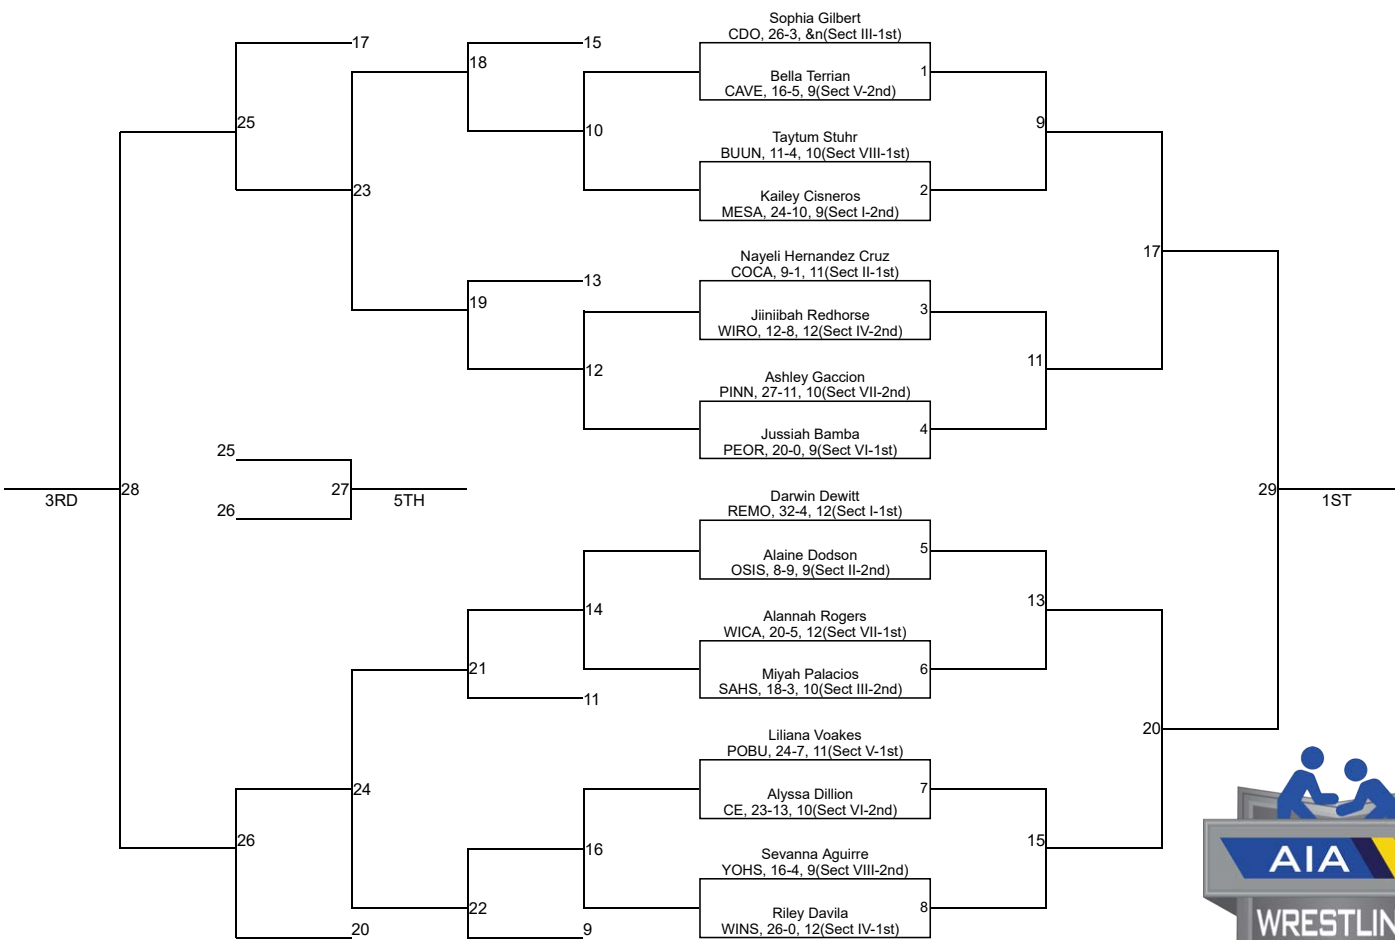 Sophia Gilbert
CDO, 26-3, &n(Sect III-1st)
17
15
18
Bella Terrian
CAVE, 16-5, 9(Sect V-2nd)
1
25
10
9
Taytum Stuhr
BUUN, 11-4, 10(Sect VIII-1st)
23
Kailey Cisneros
MESA, 24-10, 9(Sect I-2nd)
2
17
Nayeli Hernandez Cruz
COCA, 9-1, 11(Sect II-1st)
13
19
Jiiniibah Redhorse
WIRO, 12-8, 12(Sect IV-2nd)
3
12
11
Ashley Gaccion
PINN, 27-11, 10(Sect VII-2nd)
Jussiah Bamba
PEOR, 20-0, 9(Sect VI-1st)
4
25
28
27
29
3RD
5TH
1ST
26
Darwin Dewitt
REMO, 32-4, 12(Sect I-1st)
Alaine Dodson
OSIS, 8-9, 9(Sect II-2nd)
5
14
13
Alannah Rogers
WICA, 20-5, 12(Sect VII-1st)
21
Miyah Palacios
SAHS, 18-3, 10(Sect III-2nd)
6
11
20
Liliana Voakes
POBU, 24-7, 11(Sect V-1st)
24
Alyssa Dillion
CE, 23-13, 10(Sect VI-2nd)
7
26
16
15
Sevanna Aguirre
YOHS, 16-4, 9(Sect VIII-2nd)
22
Riley Davila
WINS, 26-0, 12(Sect IV-1st)
8
20
9
AIA
WRESTLIN